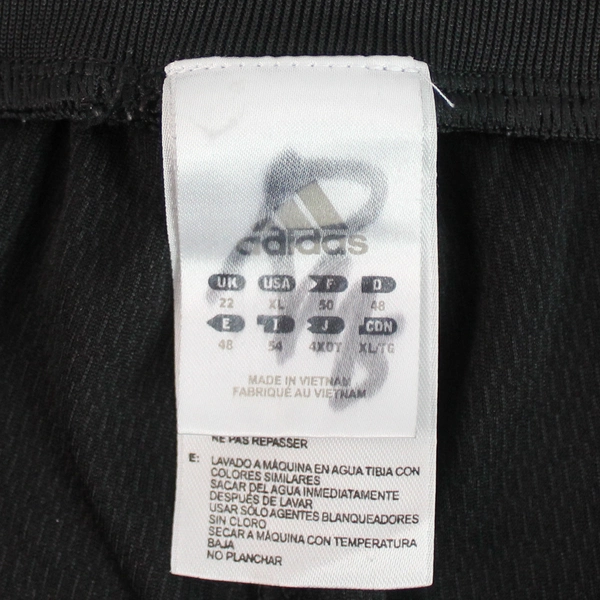 adidas
UK USA F D
22 XL 50 48
E I J CDN
48 54 4XOT XL/TG
MADE IN VIETNAM
FABRIQUÉ AU VIETNAM
NE PAS REPASSER
E: LAVADO A MÁQUINA EN AGUA TIBIA CON
COLORES SIMILARES
SACAR DEL AGUA INMEDIATAMENTE
DESPUÉS DE LAVAR
USAR SÓLO AGENTES BLANQUEADORES
SIN CLORO
SECAR A MÁQUINA CON TEMPERATURA
BAJA
NO PLANCHAR